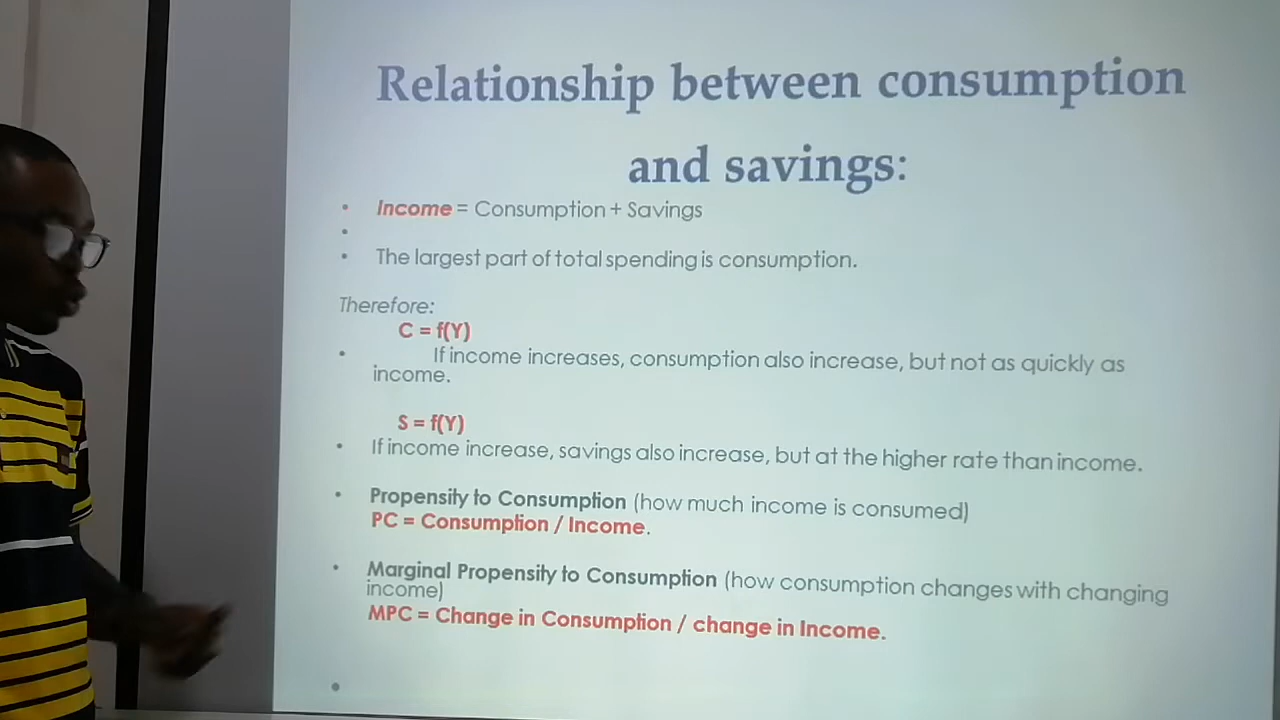 Relationship between consumption
and savings:
• Income = Consumption + Savings
•
• The largest part of total spending is consumption.
Therefore:
C = f(Y)
• If income increases, consumption also increase, but not as quickly as
income.
S = f(Y)
• If income increase, savings also increase, but at the higher rate than income.
• Propensity to Consumption (how much income is consumed)
PC = Consumption / Income.
• Marginal Propensity to Consumption (how consumption changes with changing
income)
MPC = Change in Consumption / change in Income.
•